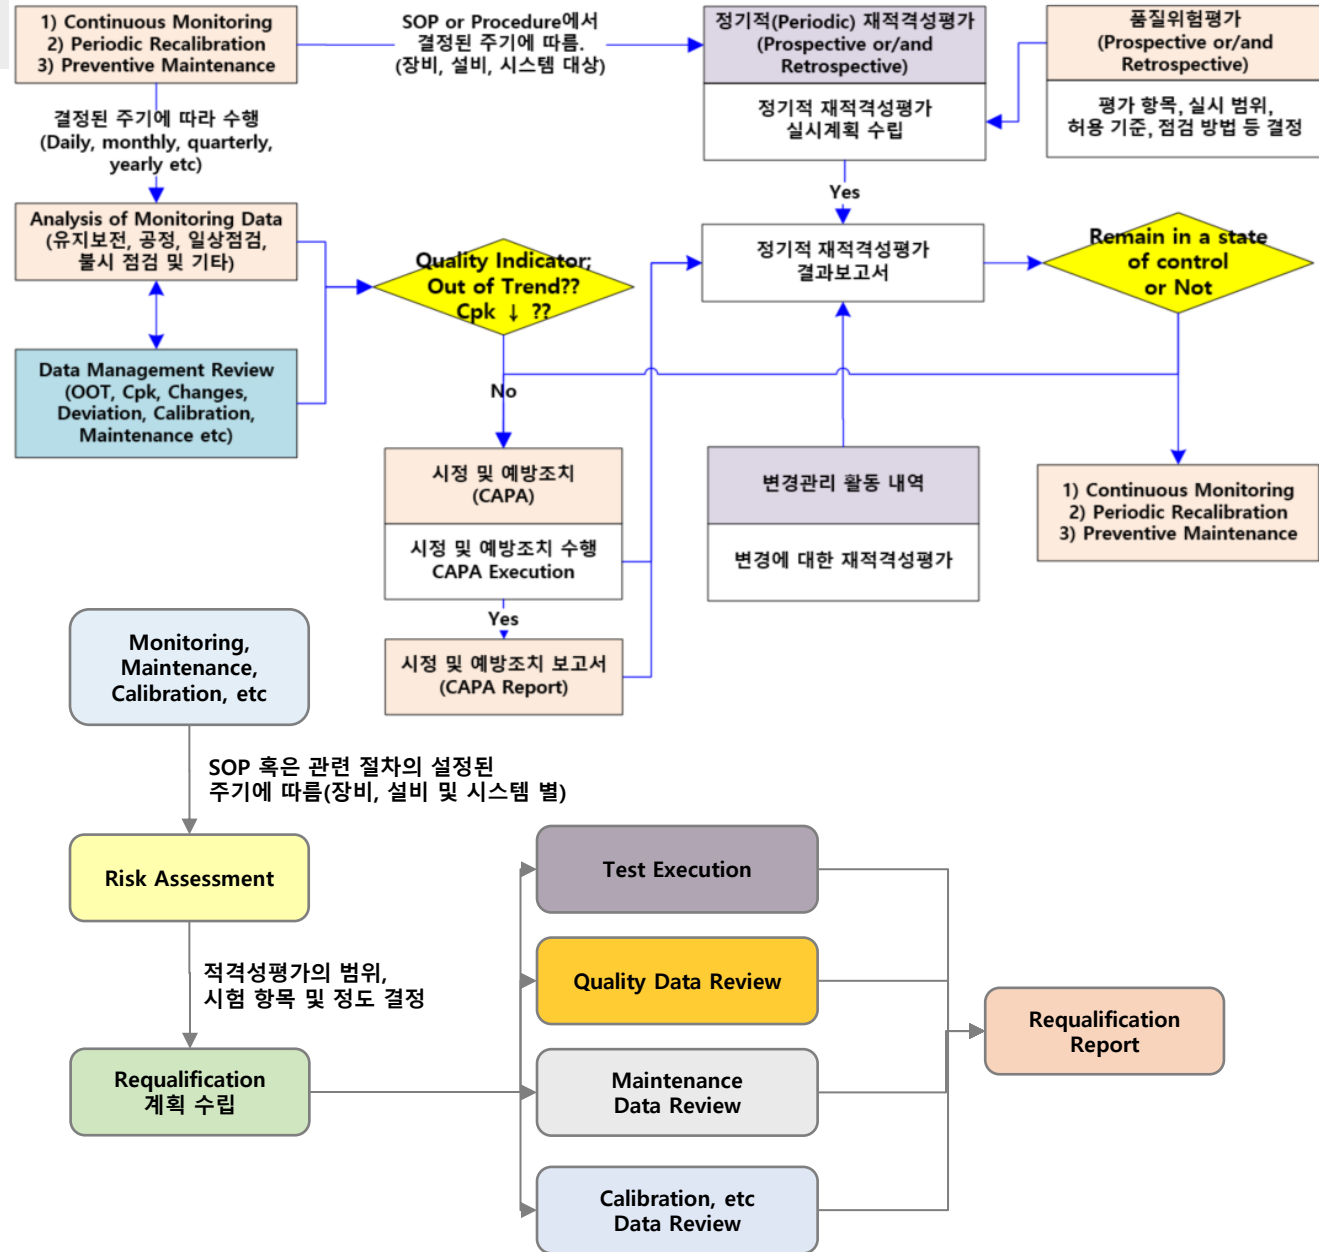 1) Continuous Monitoring
2) Periodic Recalibration
3) Preventive Maintenance
SOP or Procedure에서
결정된 주기에 따름.
(장비, 설비, 시스템 대상)
정기적(Periodic) 재적격성평가
(Prospective or/and
Retrospective)
정기적 재적격성평가
실시계획 수립
품질위험평가
(Prospective or/and
Retrospective)
평가 항목, 실시 범위,
허용 기준, 점검 방법 등 결정
결정된 주기에 따라 수행
(Daily, monthly, quarterly,
yearly etc)
Yes
Analysis of Monitoring Data
(유지보전, 공정, 일상점검,
불시 점검 및 기타)
Quality Indicator;
Out of Trend??
Cpk ↓ ??
정기적 재적격성평가
결과보고서
Remain in a state
of control
or Not
Data Management Review
(OOT, Cpk, Changes,
Deviation, Calibration,
Maintenance etc)
No
시정 및 예방조치
(CAPA)
시정 및 예방조치 수행
CAPA Execution
Yes
시정 및 예방조치 보고서
(CAPA Report)
변경관리 활동 내역
변경에 대한 재적격성평가
1) Continuous Monitoring
2) Periodic Recalibration
3) Preventive Maintenance
Monitoring,
Maintenance,
Calibration, etc
SOP 혹은 관련 절차의 설정된
주기에 따름(장비, 설비 및 시스템 별)
Risk Assessment
적격성평가의 범위,
시험 항목 및 정도 결정
Requalification
계획 수립
Test Execution
Quality Data Review
Maintenance
Data Review
Calibration, etc
Data Review
Requalification
Report